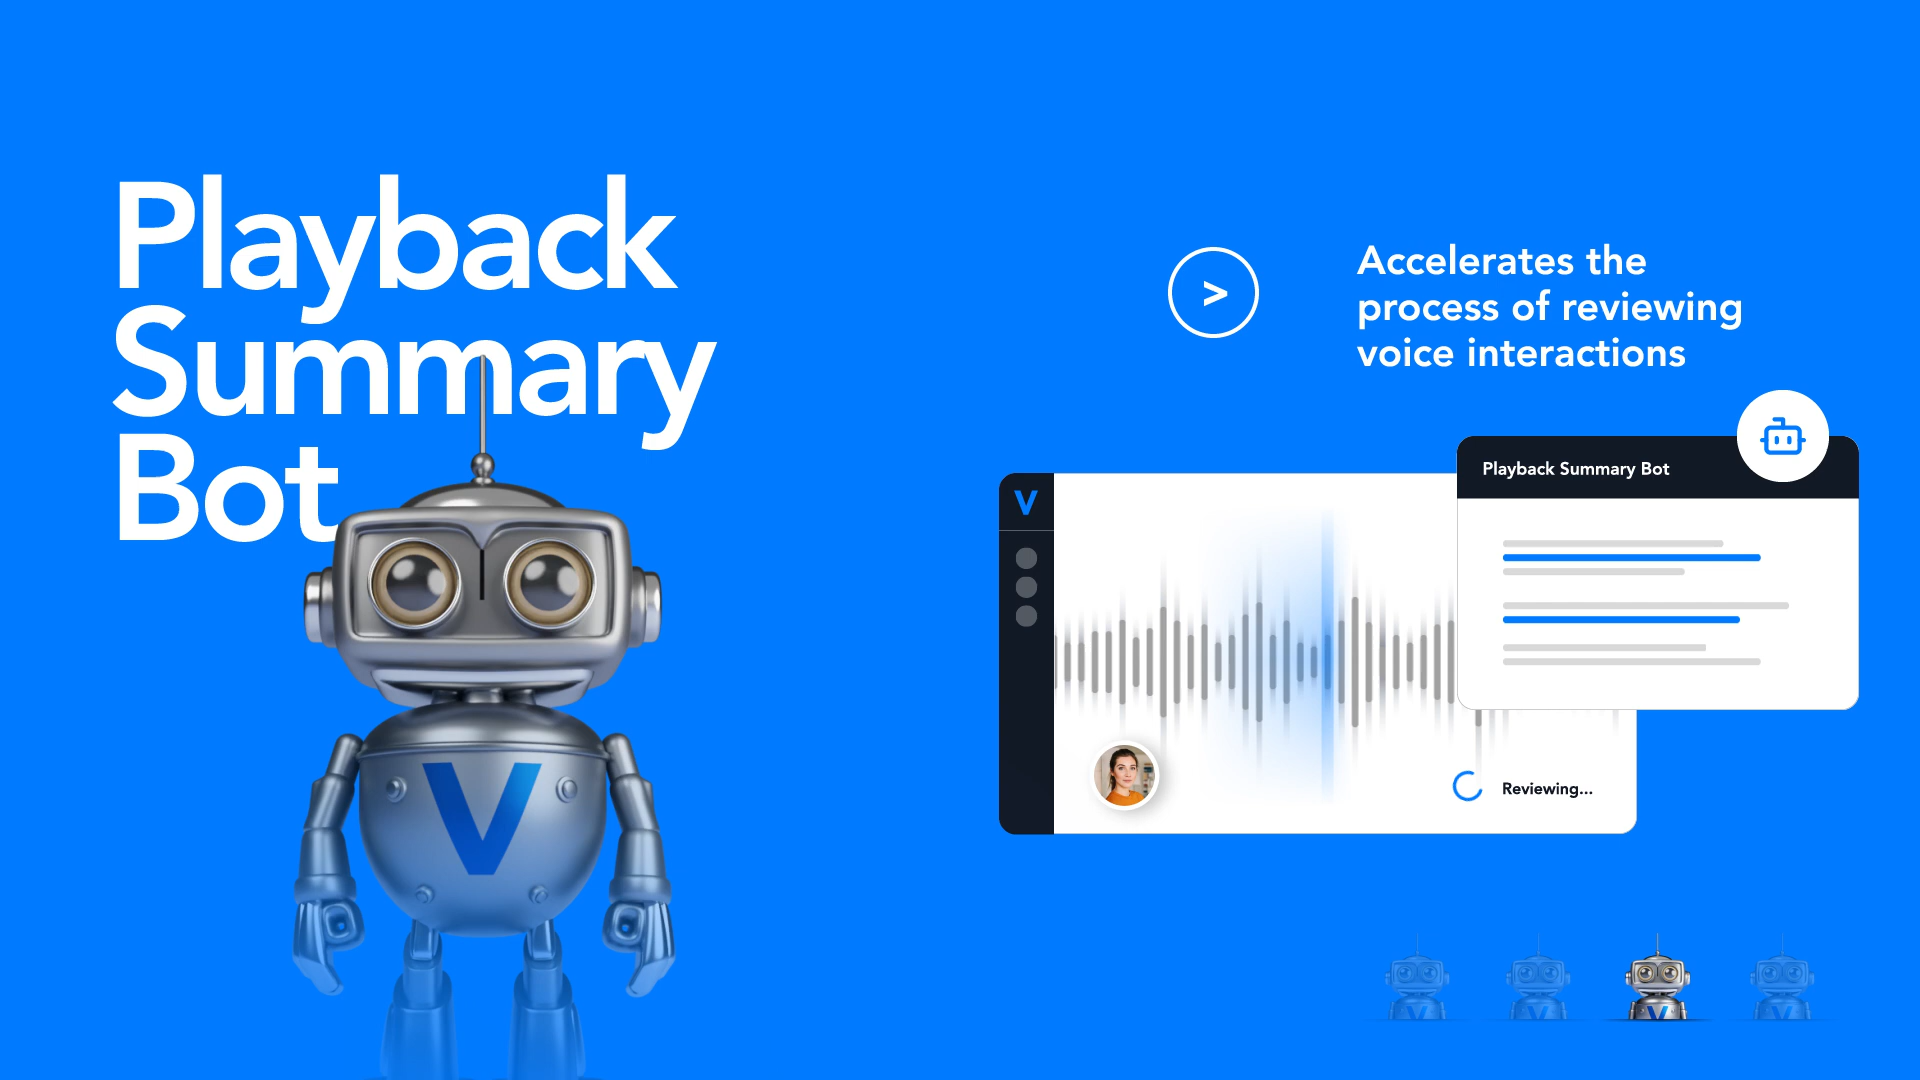 Playback
Summary
Bot
>
Accelerates the
process of reviewing
voice interactions
Playback Summary Bot
V
Reviewing...
V
V
V
V
V